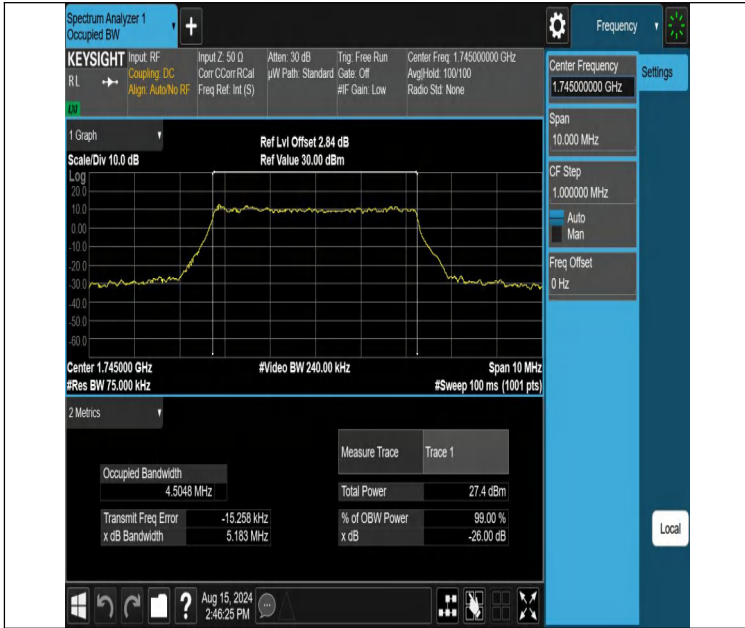 Spectrum Analyzer 1
Occupied BW
Frequency
KEYSIGHT
RL
Input: RF
Coupling: DC
Align: Auto/No RF
Input Z: 50 Ω
Corr CCorr RCal
Freq Ref: Int (S)
Atten: 30 dB
µW Path: Standard
Trig: Free Run
Gate: Off
#IF Gain: Low
Center Freq: 1.745000000 GHz
Avg|Hold: 100/100
Radio Std: None
LXI
1 Graph
Scale/Div 10.0 dB
Ref Lvl Offset 2.84 dB
Ref Value 30.00 dBm
Log
20.0
10.0
0.00
-10.0
-20.0
-30.0
-40.0
-50.0
-60.0
Center 1.745000 GHz
#Res BW 75.000 kHz
#Video BW 240.00 kHz
Span 10 MHz
#Sweep 100 ms (1001 pts)
2 Metrics
Occupied Bandwidth
4.5048 MHz
Transmit Freq Error -15.258 kHz
x dB Bandwidth 5.183 MHz
Measure Trace Trace 1
Total Power 27.4 dBm
% of OBW Power 99.00 %
x dB -26.00 dB
Aug 15, 2024
2:46:25 PM
Center Frequency
1.745000000 GHz
Span
10.000 MHz
CF Step
1.000000 MHz
Auto
Man
Freq Offset
0 Hz
Settings
Local